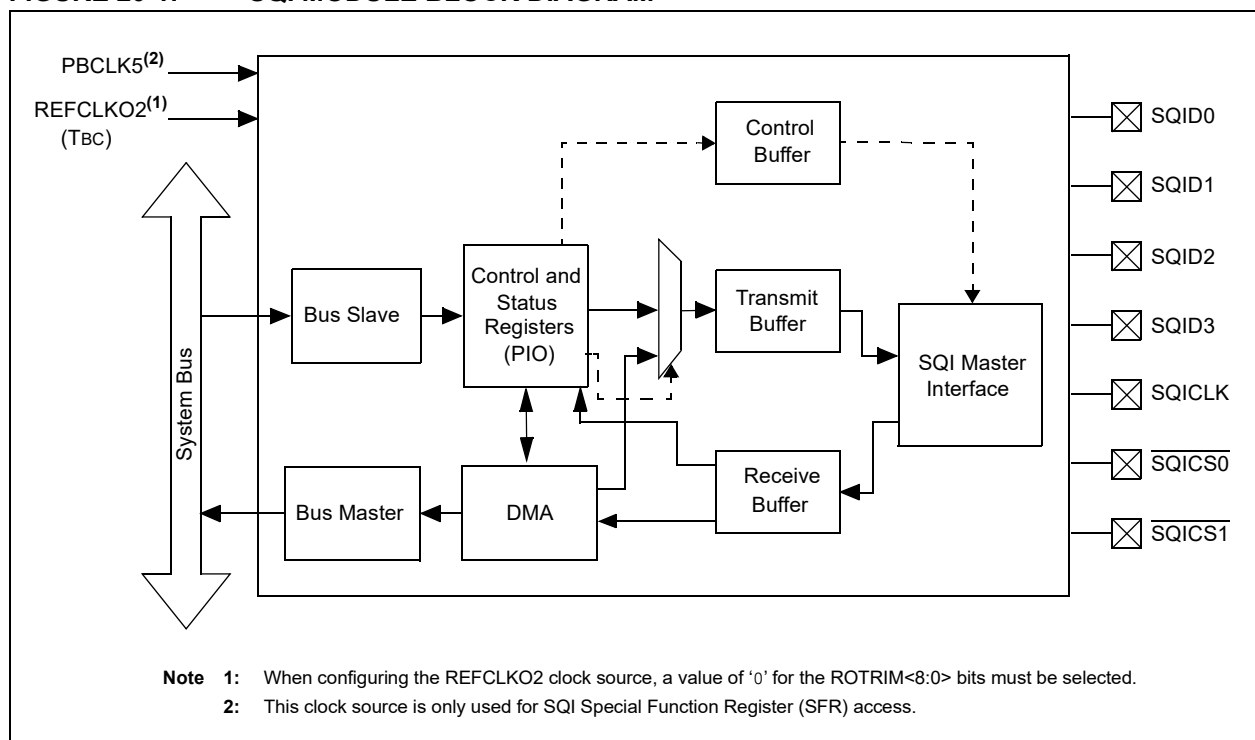 PBCLK5(2)
REFCLKO2(1)
(TBC)
System Bus
Bus Slave
Control and
Status
Registers
(PIO)
Control
Buffer
Transmit
Buffer
SQI Master
Interface
Receive
Buffer
DMA
Bus Master
SQID0
SQID1
SQID2
SQID3
SQICLK
SQICS0
SQICS1
Note 1: When configuring the REFCLKO2 clock source, a value of ‘0’ for the ROTRIM<8:0> bits must be selected.
2: This clock source is only used for SQI Special Function Register (SFR) access.